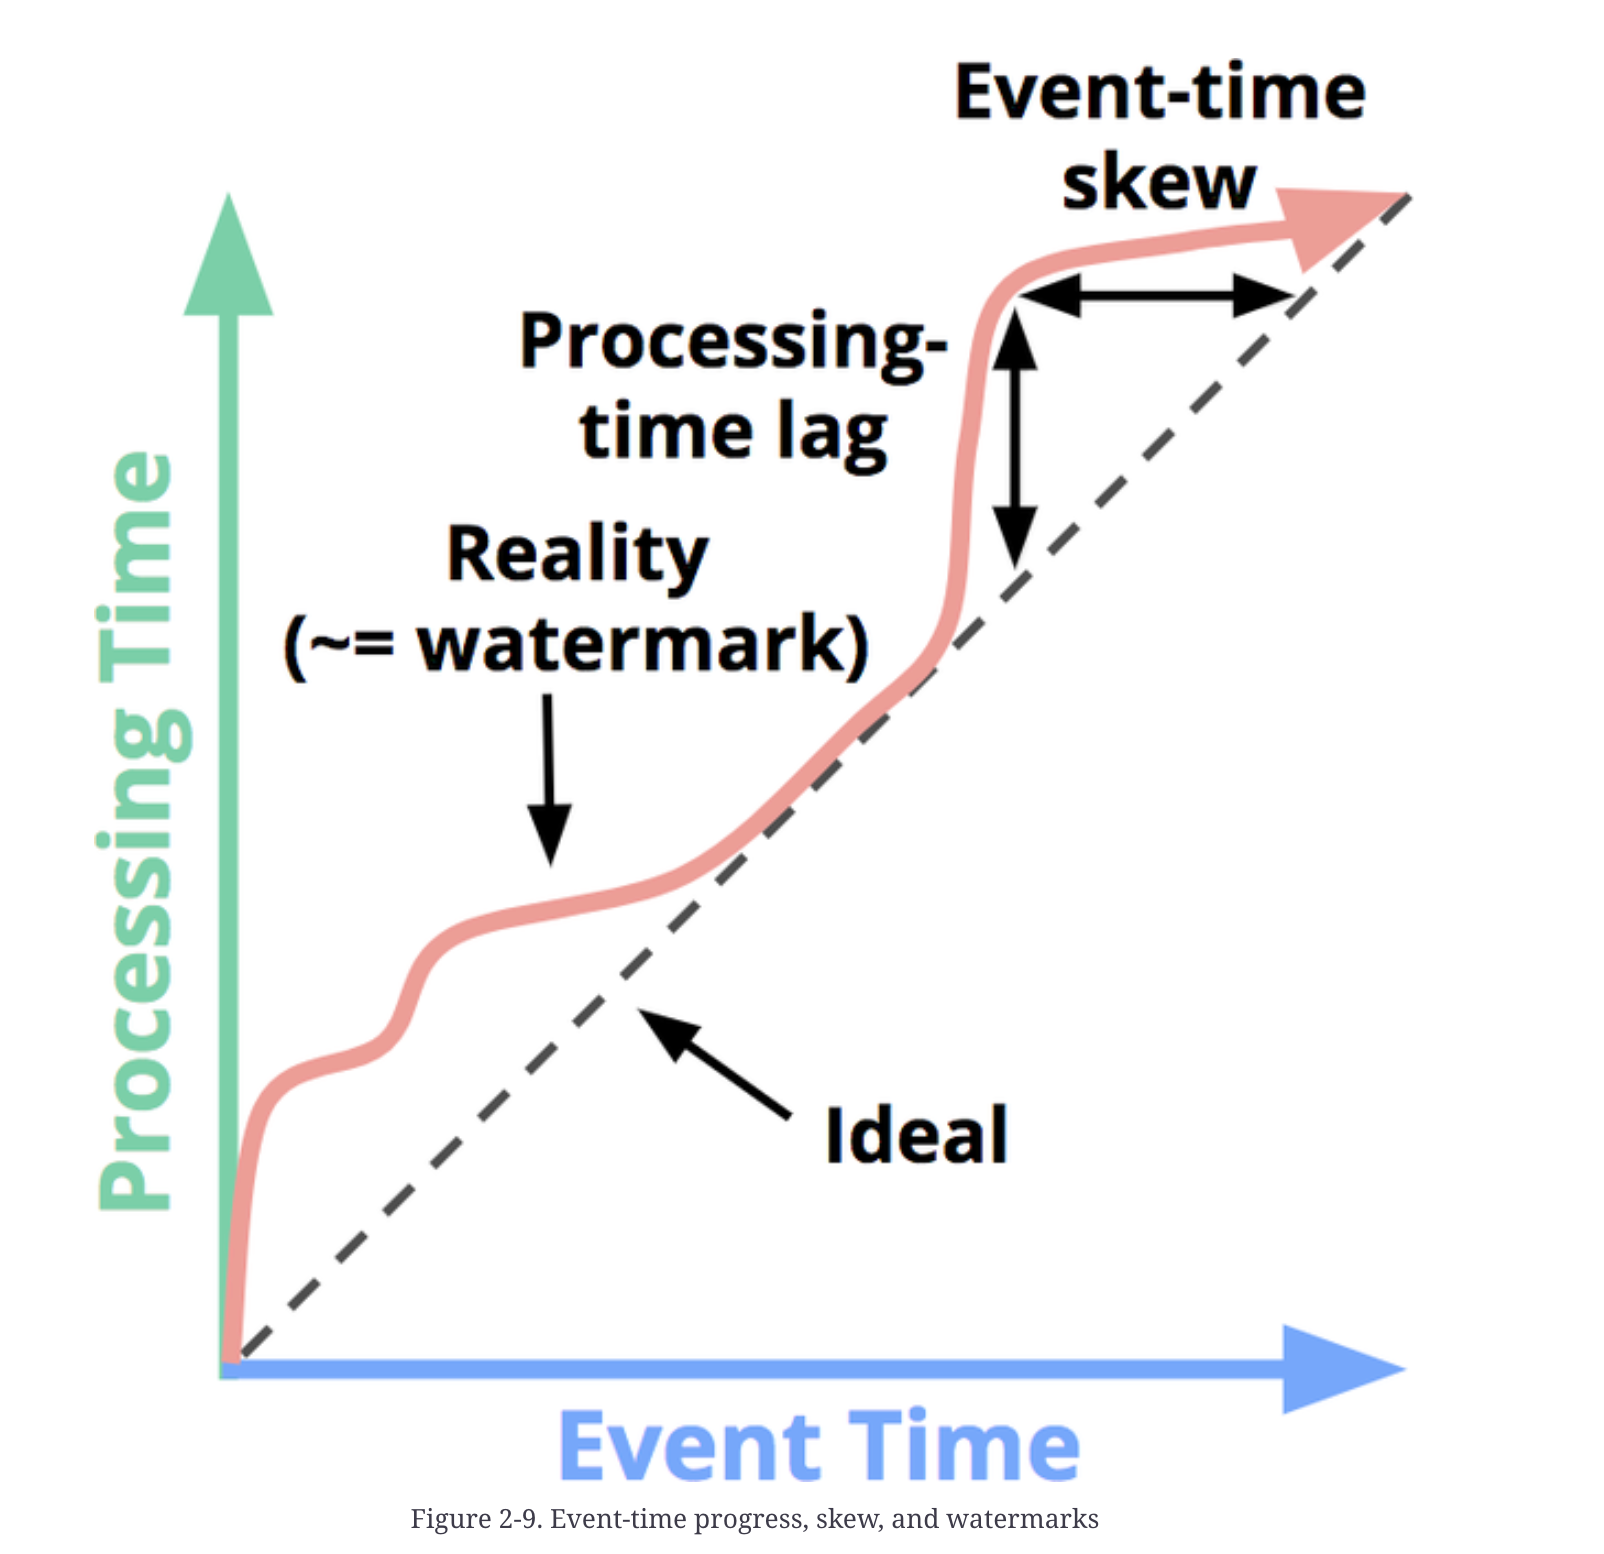 Event-time
skew
Processing-
time lag
Reality
(~= watermark)
Processing Time
Ideal
Event Time
Figure 2-9. Event-time progress, skew, and watermarks